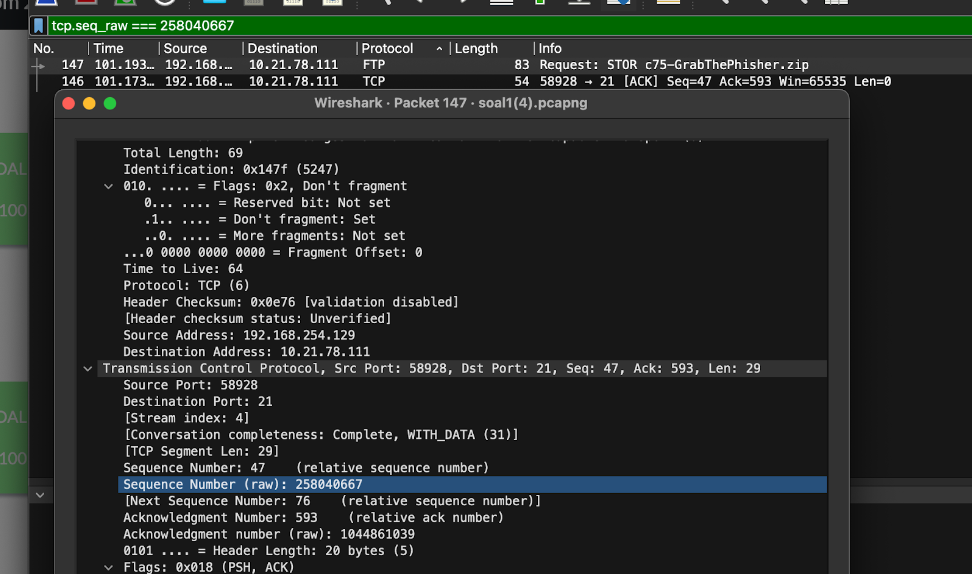 tcp.seq_raw === 258040667
No. Time Source Destination Protocol Length Info
147 101.193… 192.168.… 10.21.78.111 FTP 83 Request: STOR c75-GrabThePhisher.zip
146 101.173… 192.168.… 10.21.78.111 TCP 54 58928 → 21 [ACK] Seq=47 Ack=593 Win=65535 Len=0
Wireshark · Packet 147 · soal1(4).pcapng
Total Length: 69
Identification: 0x147f (5247)
010. .... = Flags: 0x2, Don't fragment
0... .... = Reserved bit: Not set
.1.. .... = Don't fragment: Set
..0. .... = More fragments: Not set
...0 0000 0000 0000 = Fragment Offset: 0
Time to Live: 64
Protocol: TCP (6)
Header Checksum: 0x0e76 [validation disabled]
[Header checksum status: Unverified]
Source Address: 192.168.254.129
Destination Address: 10.21.78.111
Transmission Control Protocol, Src Port: 58928, Dst Port: 21, Seq: 47, Ack: 593, Len: 29
Source Port: 58928
Destination Port: 21
[Stream index: 4]
[Conversation completeness: Complete, WITH_DATA (31)]
[TCP Segment Len: 29]
Sequence Number: 47 (relative sequence number)
Sequence Number (raw): 258040667
[Next Sequence Number: 76 (relative sequence number)]
Acknowledgment Number: 593 (relative ack number)
Acknowledgment number (raw): 1044861039
0101 .... = Header Length: 20 bytes (5)
Flags: 0x018 (PSH, ACK)